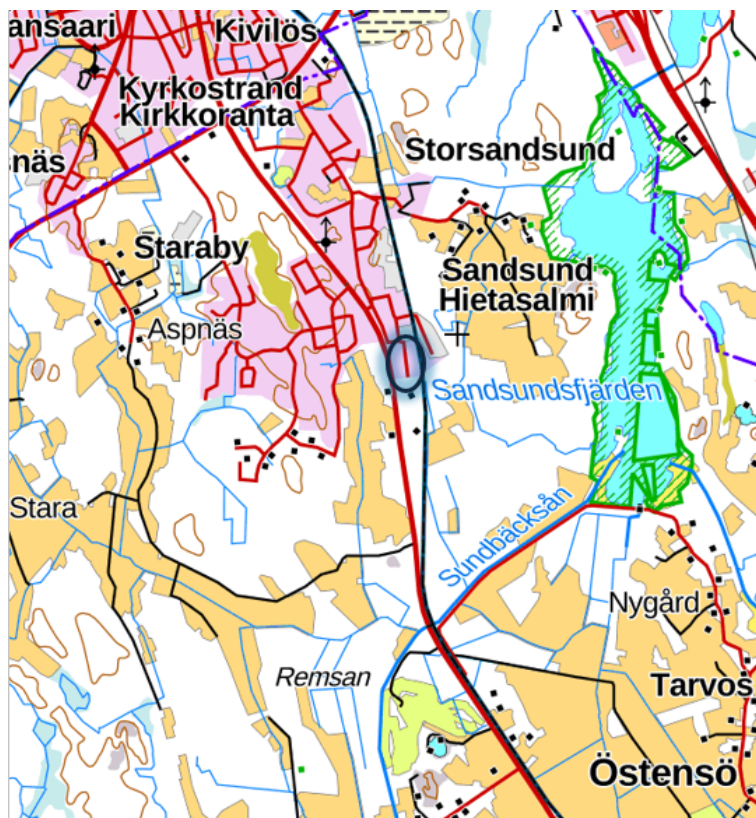 ansaari
Kivilös
Kyrkostrand
Kirkkoranta
näs
Storsandsund
Staraby
Sandsund
Hietasalmi
Aspnäs
Sandsundsfjärden
Stara
Sundbäcksån
Nygård
Remsan
Tarvos
Östensö